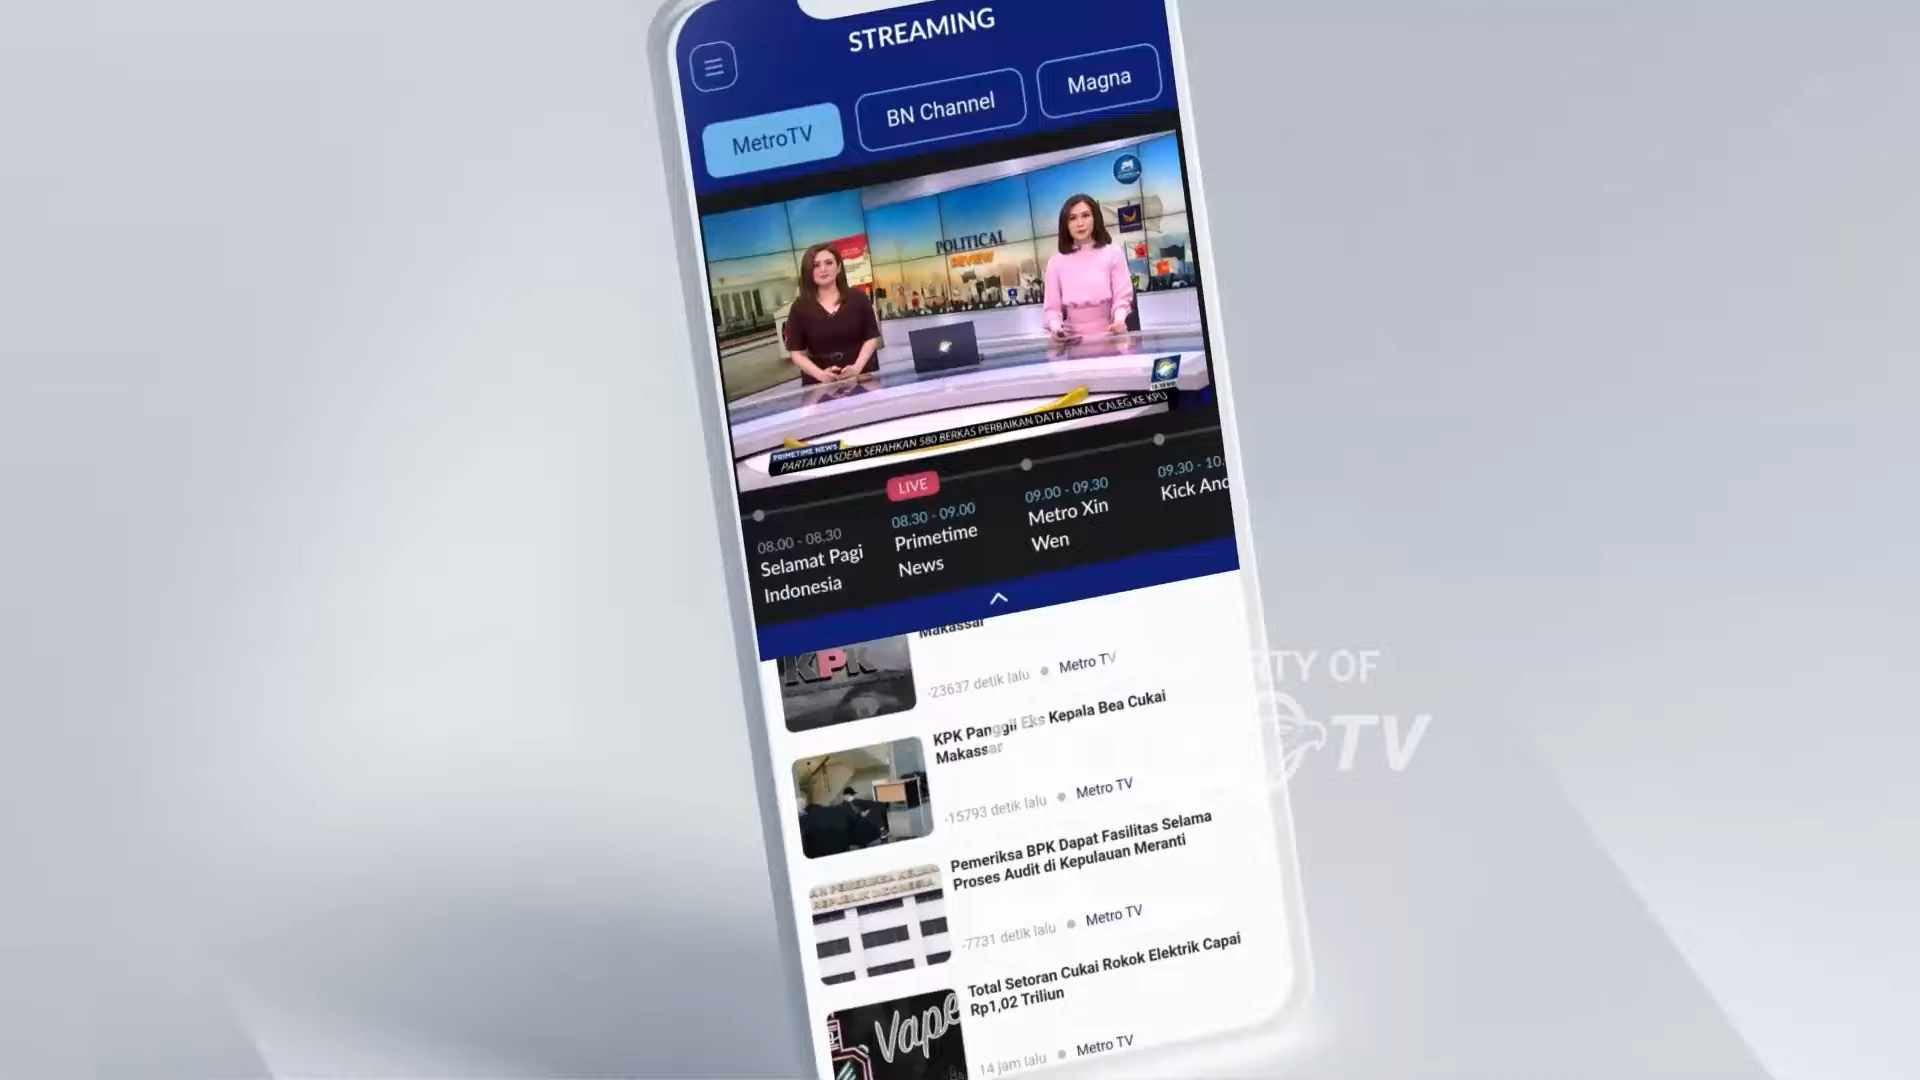 STREAMING
MetroTV
BN Channel
Magna
POLITICAL
REVIEW
PRIMETIME NEWS
PARTAI NASDEM SERAHKAN 580 BERKAS PERBAIKAN DATA BAKAL CALEG KE KPU
LIVE
08.00 - 08.30
Selamat Pagi
Indonesia
08.30 - 09.00
Primetime
News
09.00 - 09.30
Metro Xin
Wen
09.30 - 10.
Kick And
Makassar
KPK
-23637 detik lalu
Metro TV
KPK Panggil Eks Kepala Bea Cukai
Makassar
-15793 detik lalu
Metro TV
Pemeriksa BPK Dapat Fasilitas Selama
Proses Audit di Kepulauan Meranti
REPUBLIK INDONESIA
-7731 detik lalu
Metro TV
Total Setoran Cukai Rokok Elektrik Capai
Rp1,02 Triliun
Vape
14 jam lalu
Metro TV
RTY OF
TV